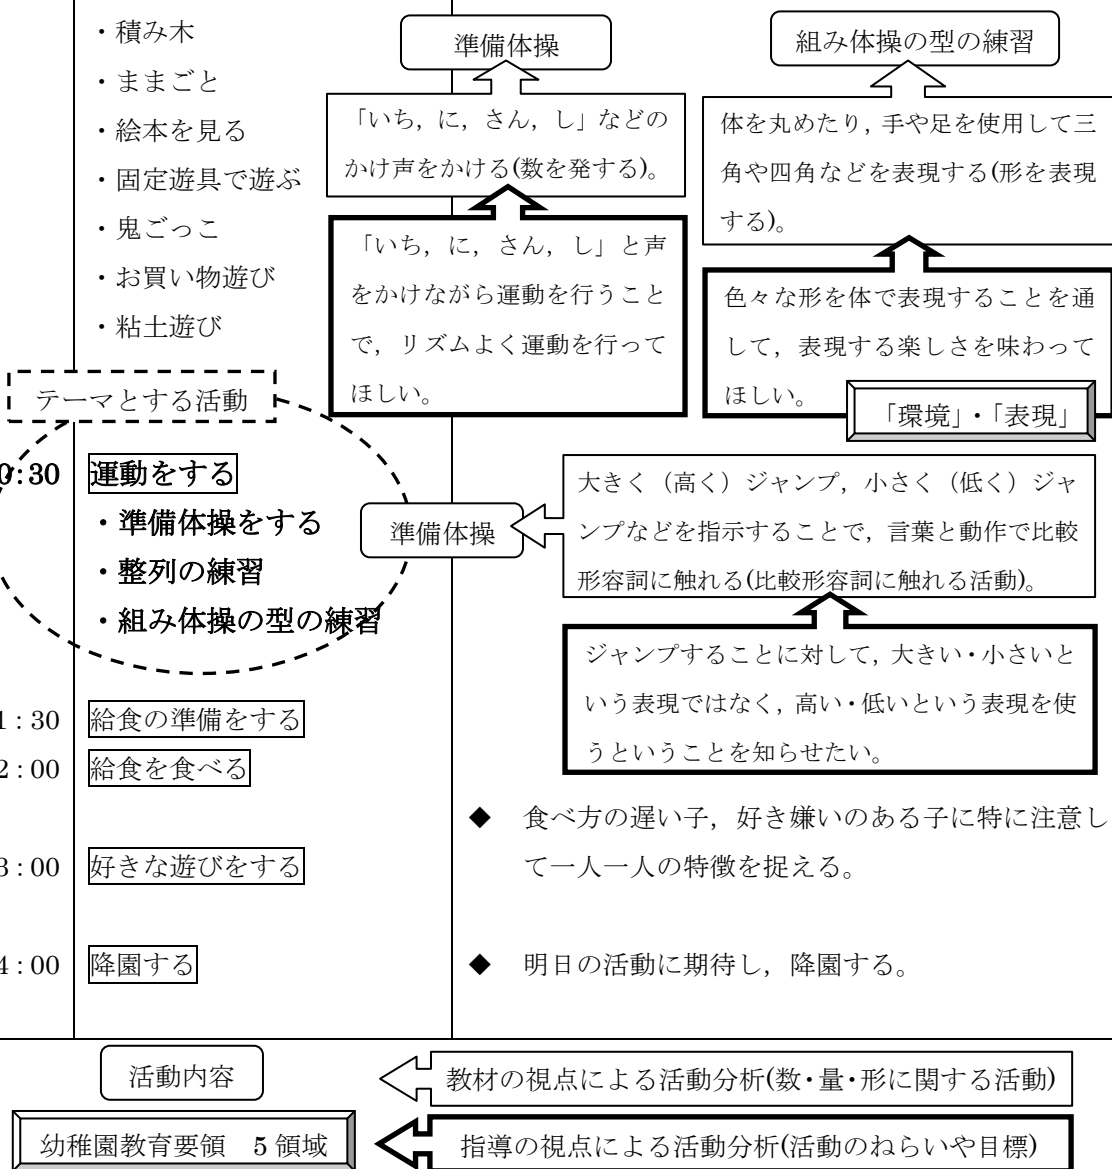 ・積み木
・ままごと
・絵本を見る
・固定遊具で遊ぶ
・鬼ごっこ
・お買い物遊び
・粘土遊び
準備体操
「いち，に，さん，し」などの
かけ声をかける(数を発する)。
「いち，に，さん，し」と声
をかけながら運動を行うこと
で，リズムよく運動を行って
ほしい。
組み体操の型の練習
体を丸めたり，手や足を使用して三
角や四角などを表現する(形を表現
する)。
色々な形を体で表現することを通
して，表現する楽しさを味わって
ほしい。
「環境」・「表現」
テーマとする活動
0:30 運動をする
・準備体操をする
・整列の練習
・組み体操の型の練習
準備体操
大きく（高く）ジャンプ，小さく（低く）ジャ
ンプなどを指示することで，言葉と動作で比較
形容詞に触れる(比較形容詞に触れる活動)。
ジャンプすることに対して，大きい・小さいと
いう表現ではなく，高い・低いという表現を使
うということを知らせたい。
1:30 給食の準備をする
2:00 給食を食べる
◆ 食べ方の遅い子，好き嫌いのある子に特に注意し
て一人一人の特徴を捉える。
3:00 好きな遊びをする
4:00 降園する
◆ 明日の活動に期待し，降園する。
活動内容
教材の視点による活動分析(数・量・形に関する活動)
幼稚園教育要領 5領域
指導の視点による活動分析(活動のねらいや目標)